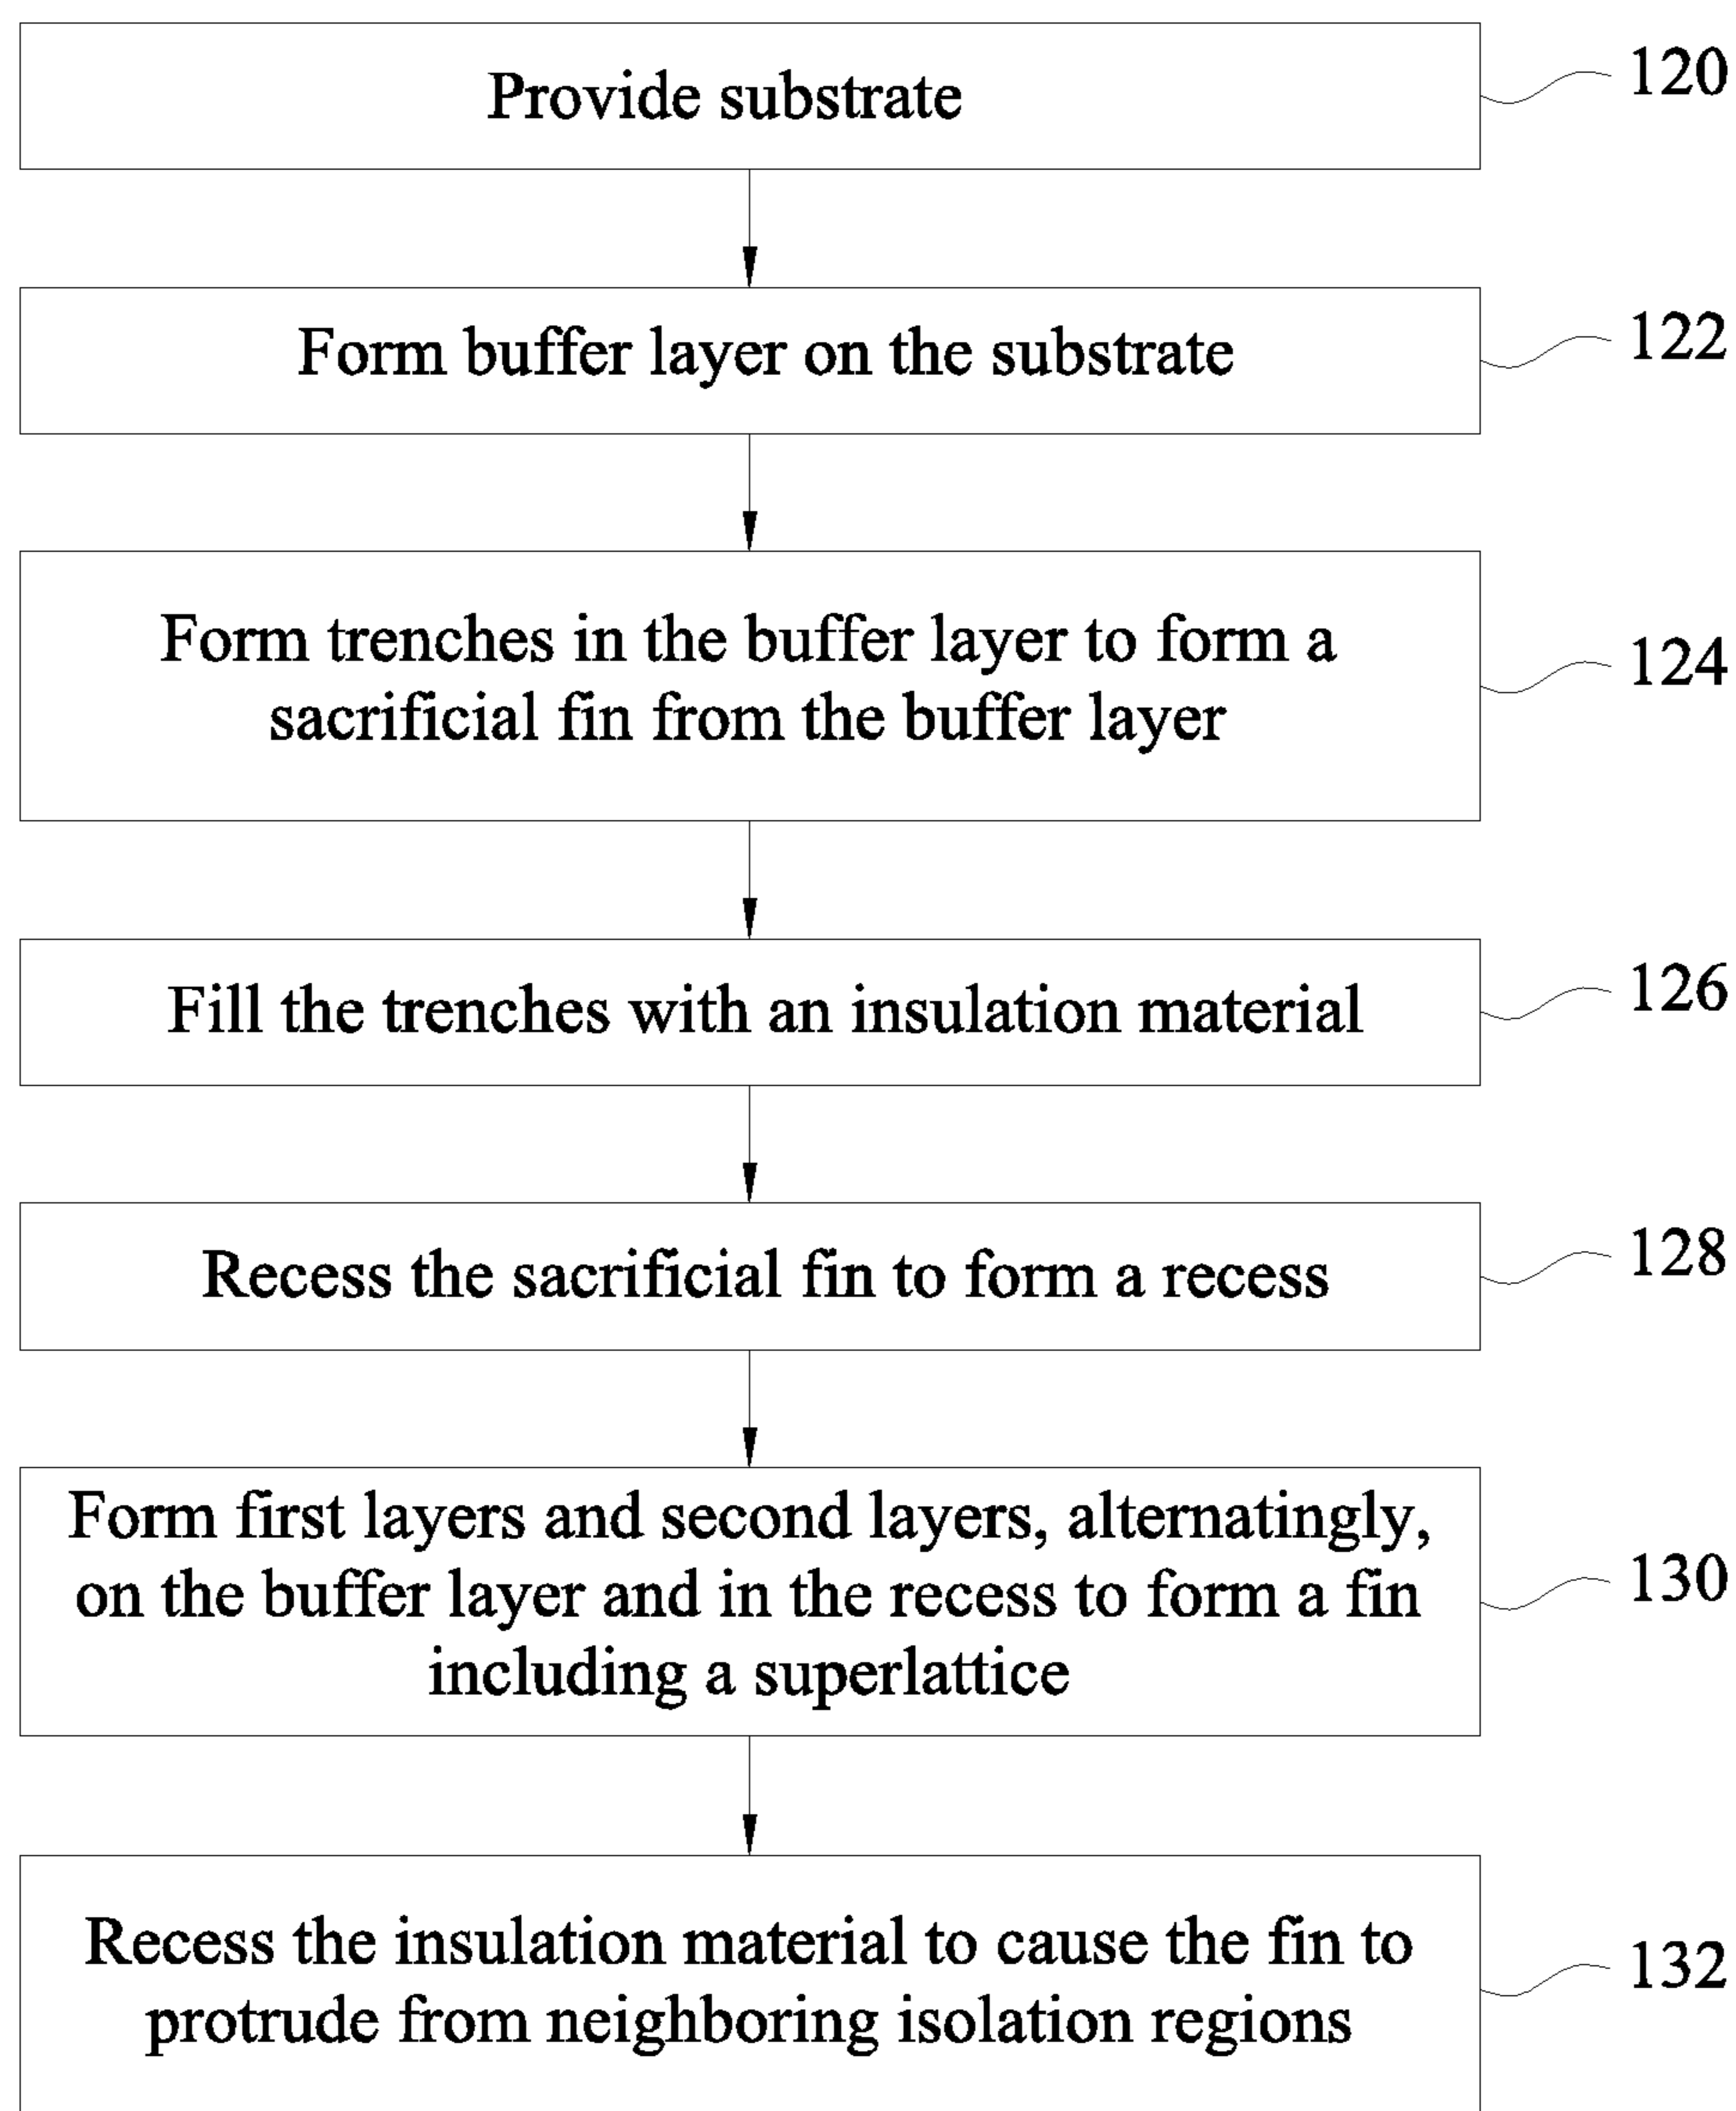 Provide substrate
120
Form buffer layer on the substrate
122
Form trenches in the buffer layer to form a
sacrificial fin from the buffer layer
124
Fill the trenches with an insulation material
126
Recess the sacrificial fin to form a recess
128
Form first layers and second layers, alternatingly,
on the buffer layer and in the recess to form a fin
including a superlattice
130
Recess the insulation material to cause the fin to
protrude from neighboring isolation regions
132